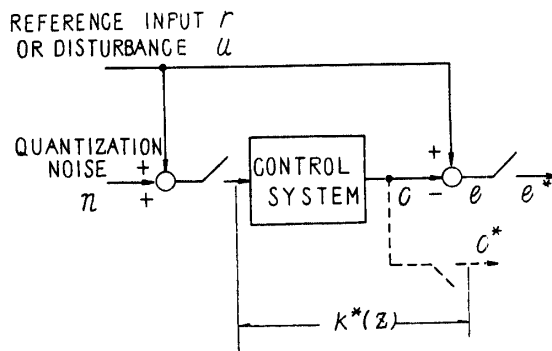 REFERENCE INPUT r
OR DISTURBANCE u
QUANTIZATION
NOISE
n
+
+
CONTROL
SYSTEM
c
+
-
e
e*
c*
K*(z)